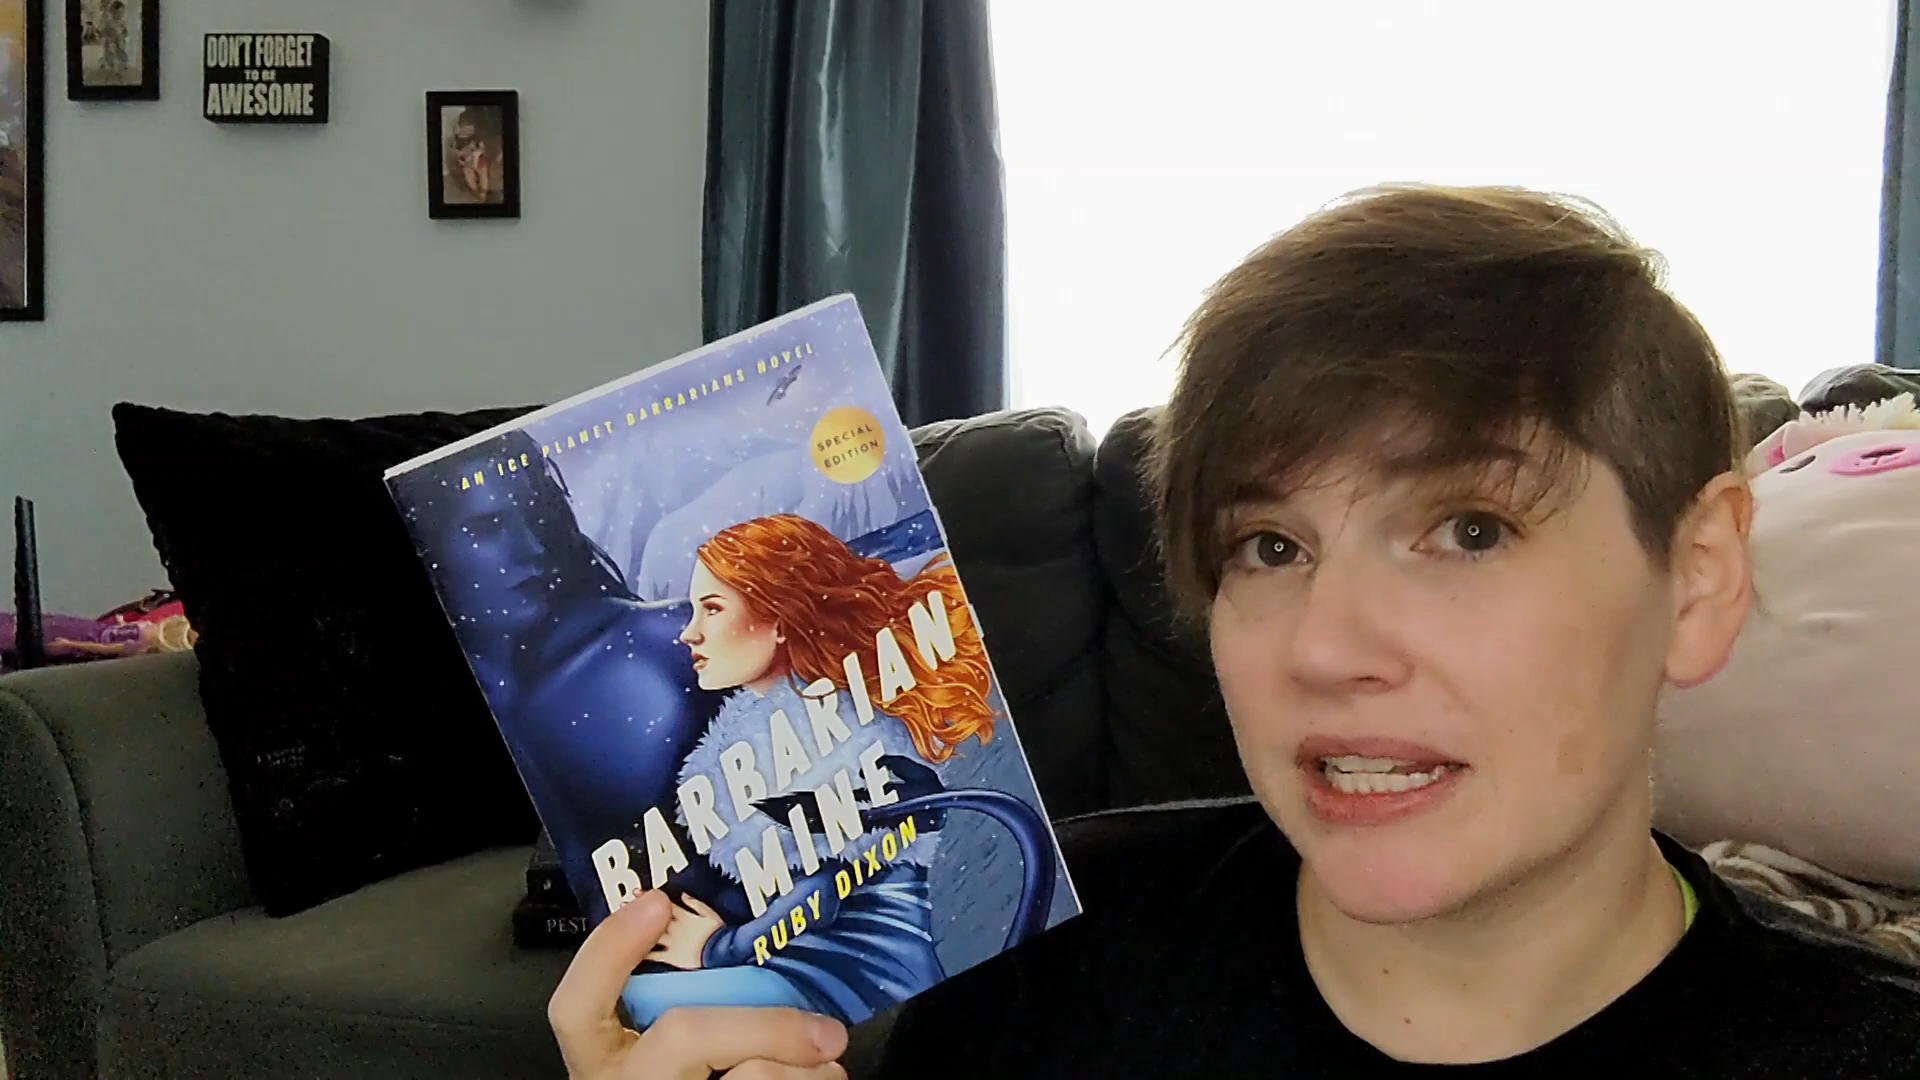 DON'T FORGET
TO BE
AWESOME
AN ICE PLANET BARBARIANS NOVEL
SPECIAL
EDITION
BARBARIAN
MINE
RUBY DIXON
PEST